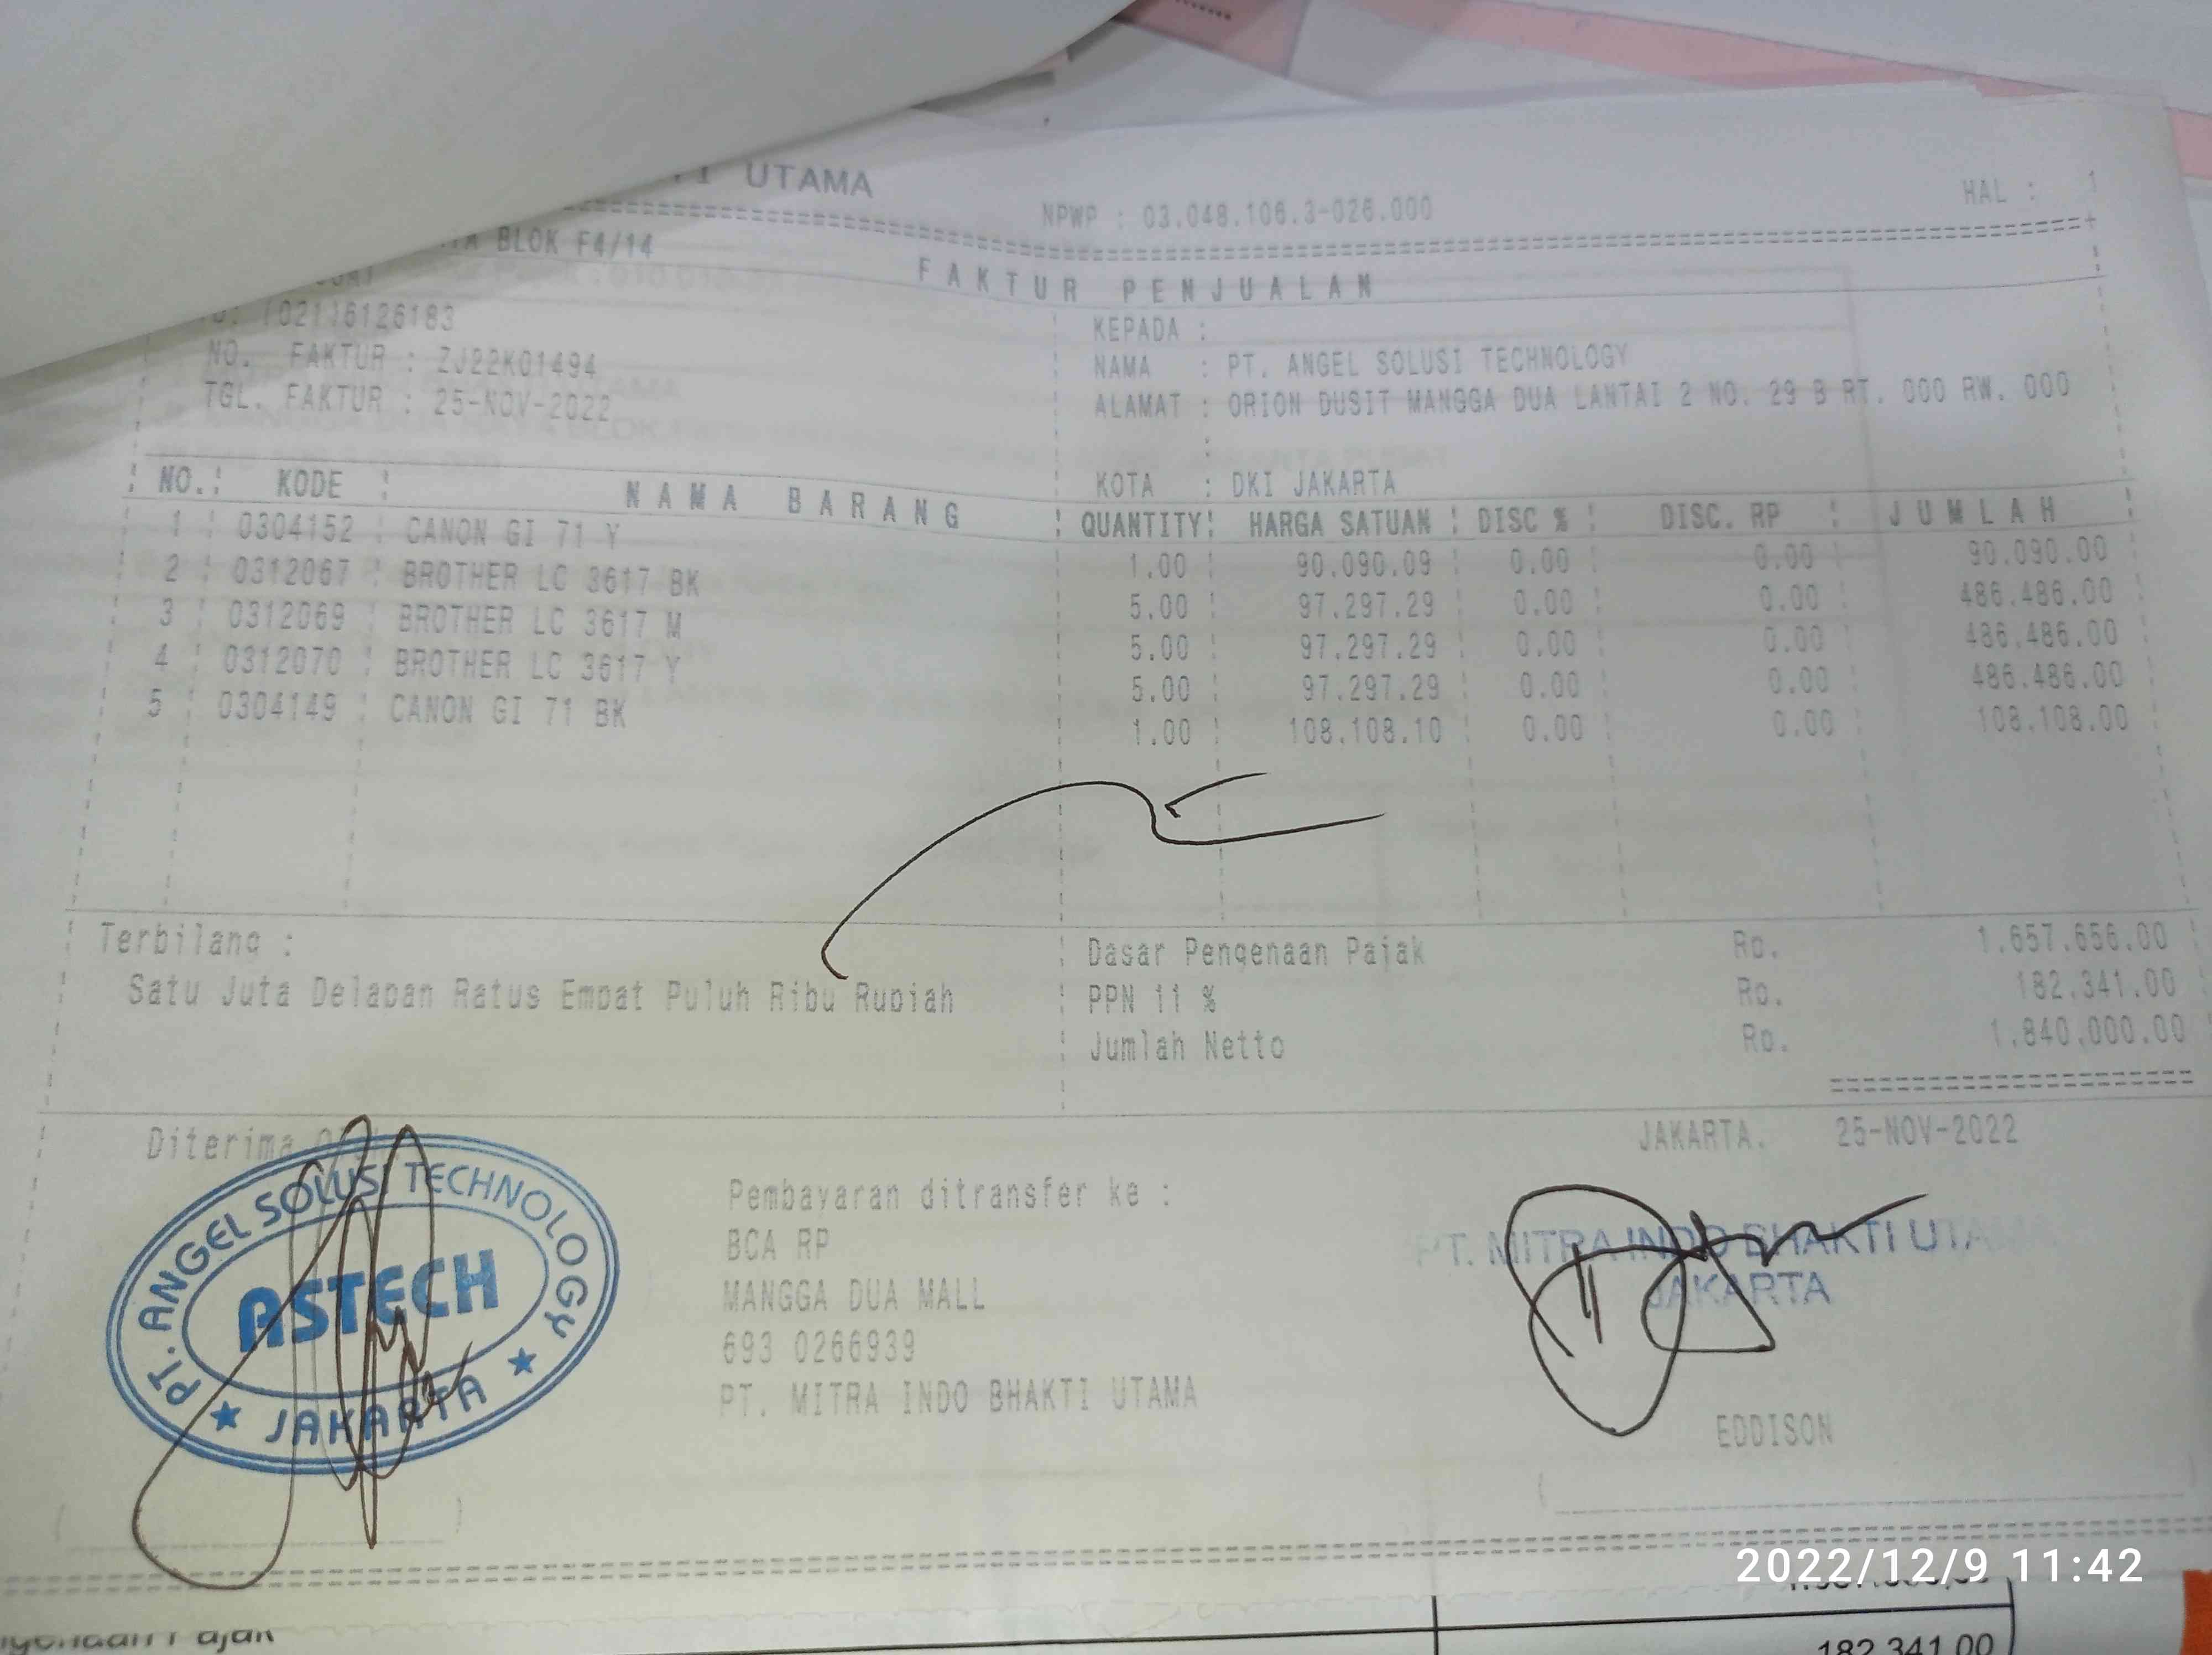 UTAMA
NPWP : 03.048.106.3-026.000
HAL : 1
BLOK F4/14
FAKTUR PENJUALAN
(021)6126183
NO. FAKTUR : ZJ22K01494
TGL. FAKTUR : 25-NOV-2022
KEPADA :
NAMA : PT. ANGEL SOLUSI TECHNOLOGY
ALAMAT : ORION DUSIT MANGGA DUA LANTAI 2 NO. 29 B RT. 000 RW. 000
KOTA : DKI JAKARTA
NO. KODE NAMA BARANG QUANTITY HARGA SATUAN DISC % DISC. RP JUMLAH
1 0304152 CANON GI 71 Y 1.00 90.090.09 0.00 0.00 90.090.00
2 0312067 BROTHER LC 3617 BK 5.00 97.297.29 0.00 0.00 486.486.00
3 0312069 BROTHER LC 3617 M 5.00 97.297.29 0.00 0.00 486.486.00
4 0312070 BROTHER LC 3617 Y 5.00 97.297.29 0.00 0.00 486.486.00
5 0304149 CANON GI 71 BK 1.00 108.108.10 0.00 0.00 108.108.00
Terbilang :
Satu Juta Delapan Ratus Empat Puluh Ribu Rupiah
Dasar Pengenaan Pajak Rp. 1.657.656.00
PPN 11 % Rp. 182.341.00
Jumlah Netto Rp. 1.840.000.00
Diterima
JAKARTA. 25-NOV-2022
PT. ANGEL SOLUSI TECHNOLOGY
ASTECH
JAKARTA
Pembayaran ditransfer ke :
BCA RP
MANGGA DUA MALL
693 0266939
PT. MITRA INDO BHAKTI UTAMA
PT. MITRA INDO BHAKTI UTAMA
JAKARTA
EDDISON
2022/12/9 11:42
182.341.00